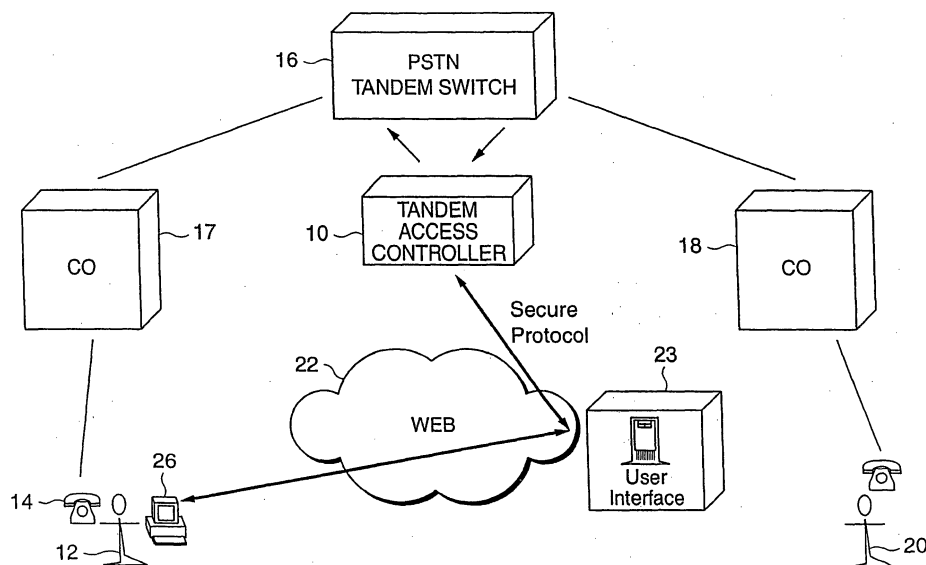 16
PSTN
TANDEM SWITCH
17
CO
10
TANDEM
ACCESS
CONTROLLER
18
CO
Secure
Protocol
22
WEB
23
User
Interface
26
14
12
20